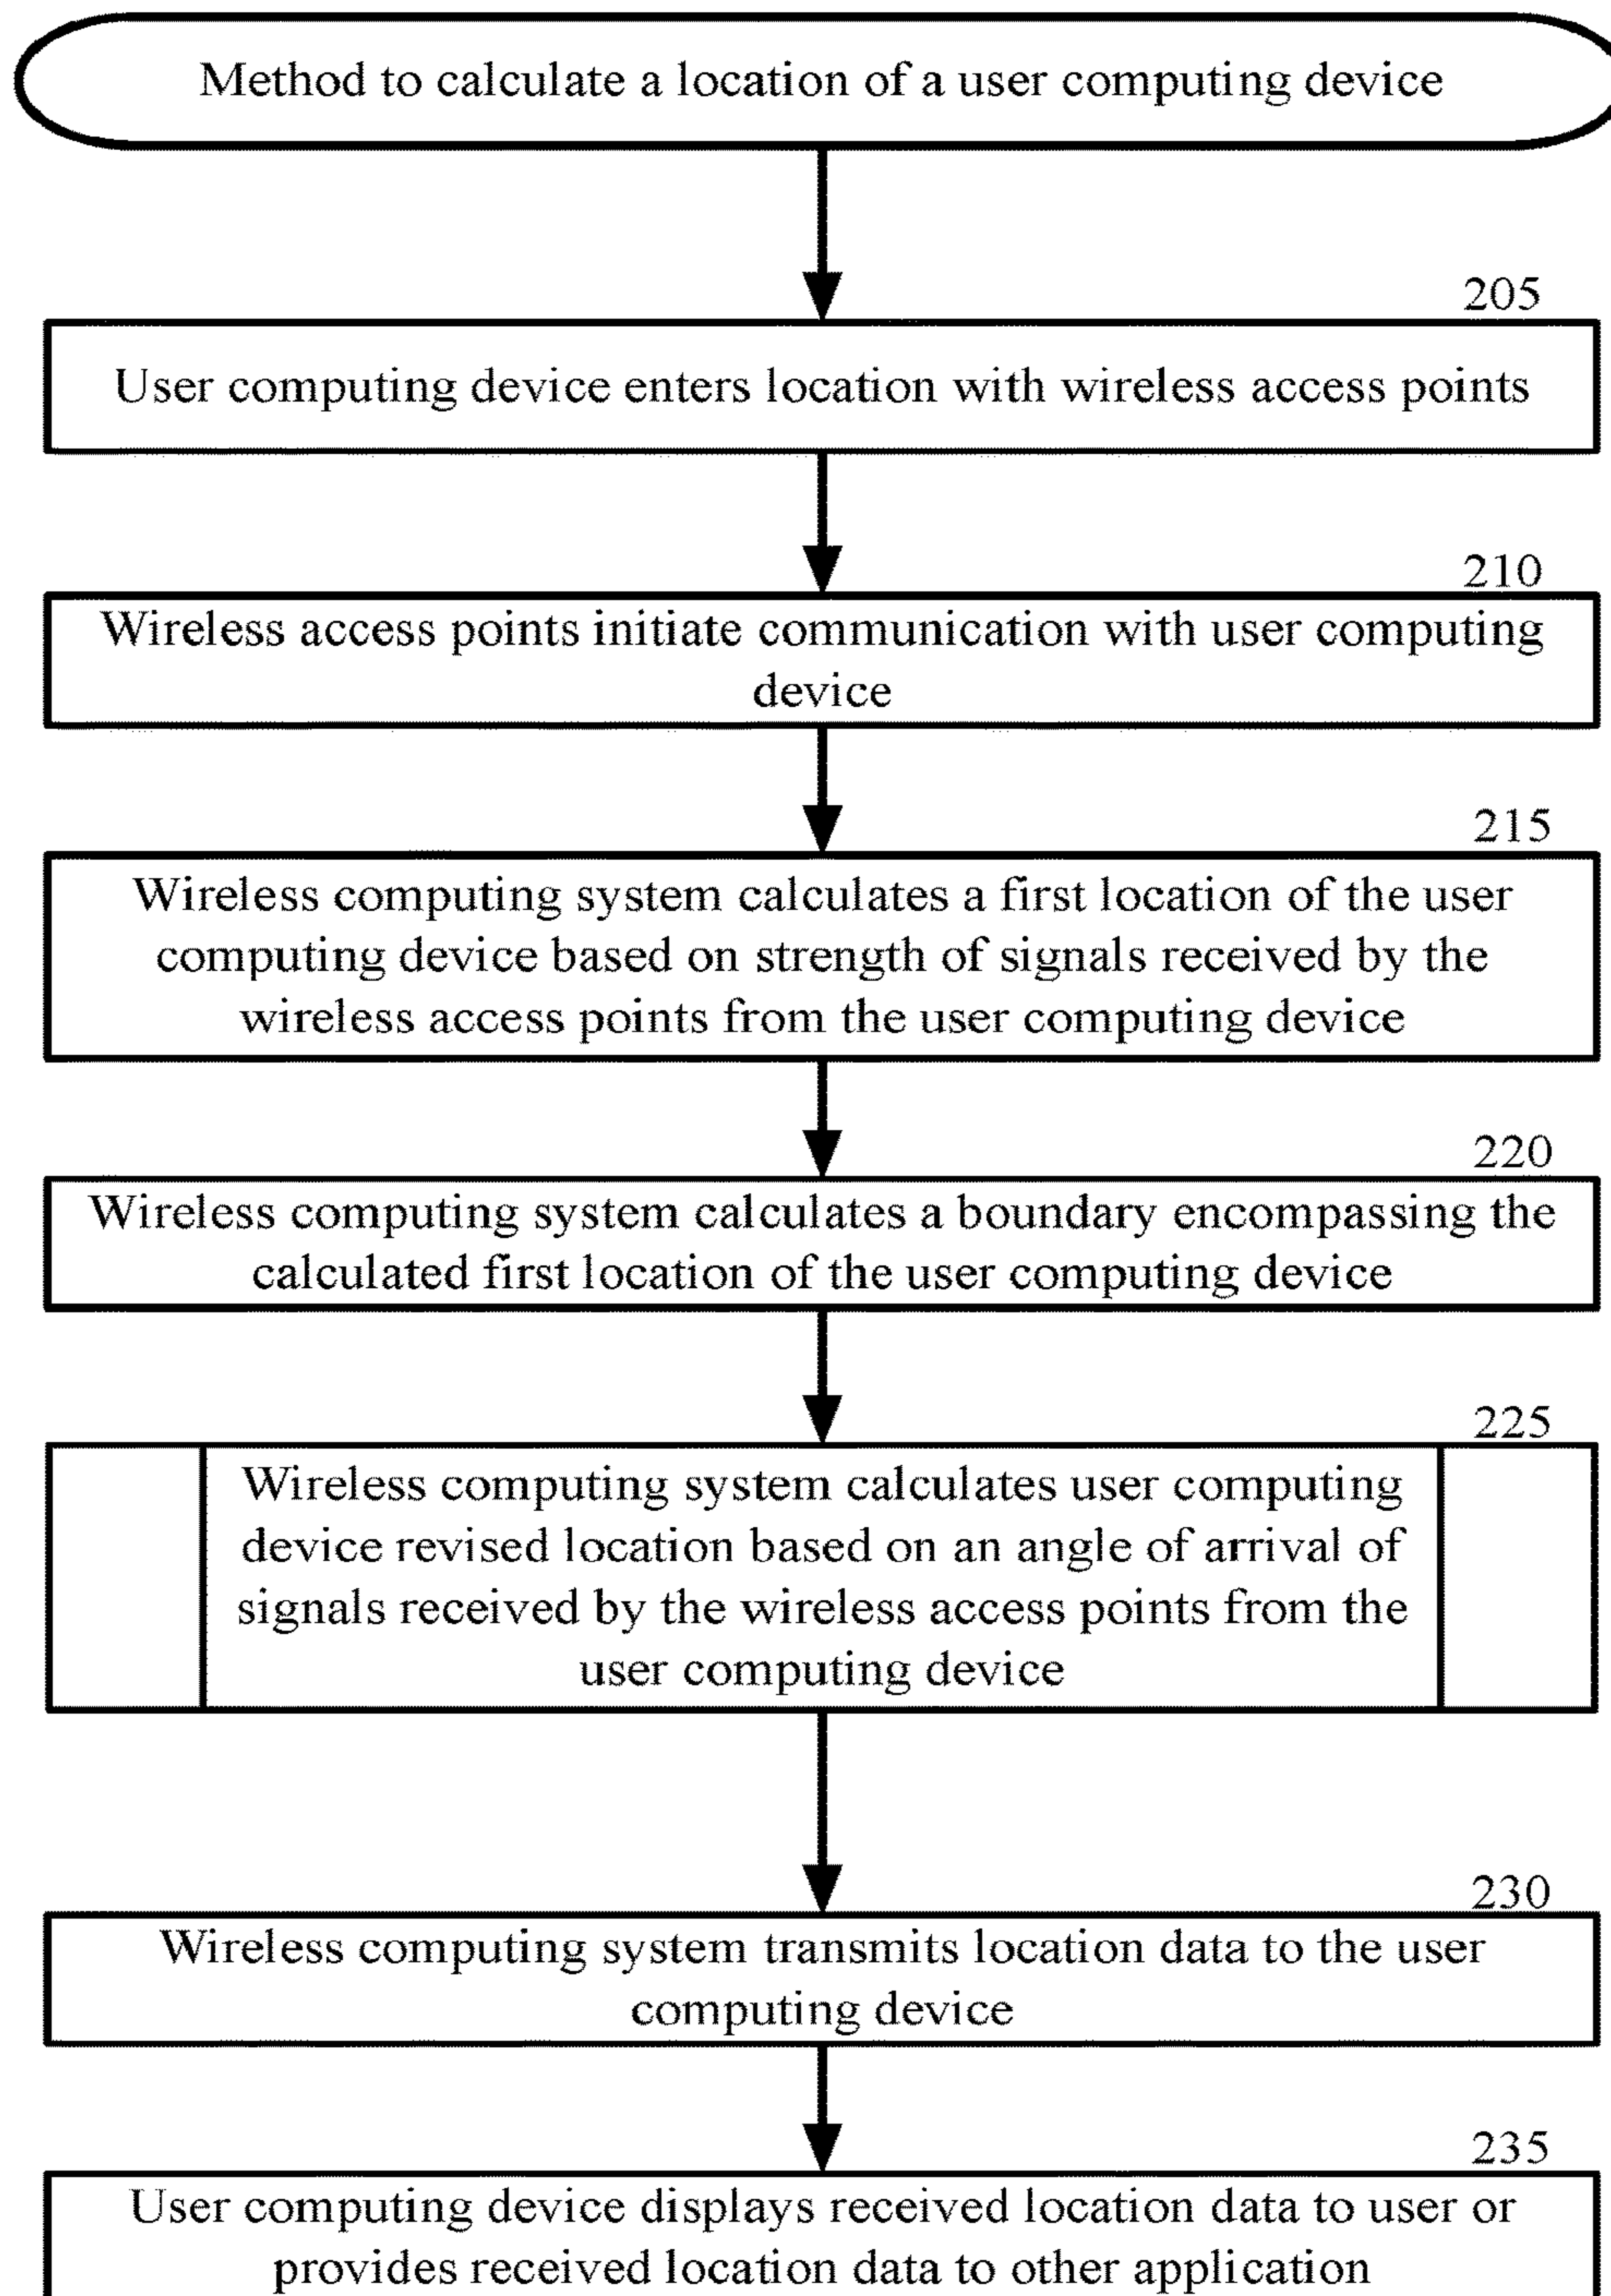 Method to calculate a location of a user computing device
205
User computing device enters location with wireless access points
210
Wireless access points initiate communication with user computing
device
215
Wireless computing system calculates a first location of the user
computing device based on strength of signals received by the
wireless access points from the user computing device
220
Wireless computing system calculates a boundary encompassing the
calculated first location of the user computing device
225
Wireless computing system calculates user computing
device revised location based on an angle of arrival of
signals received by the wireless access points from the
user computing device
230
Wireless computing system transmits location data to the user
computing device
235
User computing device displays received location data to user or
provides received location data to other application